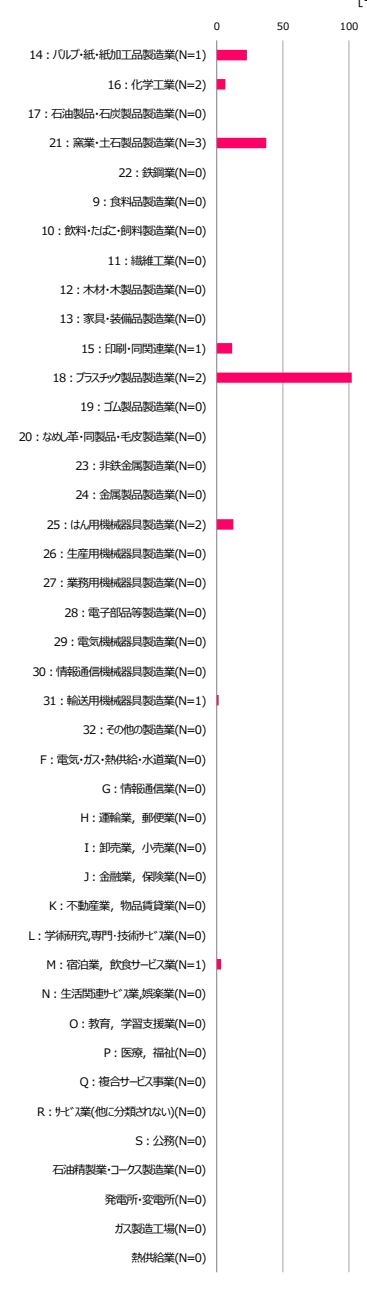 0 50 100
14：パルプ・紙・紙加工品製造業(N=1)
16：化学工業(N=2)
17：石油製品・石炭製品製造業(N=0)
21：窯業・土石製品製造業(N=3)
22：鉄鋼業(N=0)
9：食料品製造業(N=0)
10：飲料・たばこ・飼料製造業(N=0)
11：繊維工業(N=0)
12：木材・木製品製造業(N=0)
13：家具・装備品製造業(N=0)
15：印刷・同関連業(N=1)
18：プラスチック製品製造業(N=2)
19：ゴム製品製造業(N=0)
20：なめし革・同製品・毛皮製造業(N=0)
23：非鉄金属製造業(N=0)
24：金属製品製造業(N=0)
25：はん用機械器具製造業(N=2)
26：生産用機械器具製造業(N=0)
27：業務用機械器具製造業(N=0)
28：電子部品等製造業(N=0)
29：電気機械器具製造業(N=0)
30：情報通信機械器具製造業(N=0)
31：輸送用機械器具製造業(N=1)
32：その他の製造業(N=0)
F：電気・ガス・熱供給・水道業(N=0)
G：情報通信業(N=0)
H：運輸業，郵便業(N=0)
I：卸売業，小売業(N=0)
J：金融業，保険業(N=0)
K：不動産業，物品賃貸業(N=0)
L：学術研究,専門・技術ｻｰﾋﾞｽ業(N=0)
M：宿泊業，飲食サービス業(N=1)
N：生活関連ｻｰﾋﾞｽ業,娯楽業(N=0)
O：教育，学習支援業(N=0)
P：医療，福祉(N=0)
Q：複合サービス事業(N=0)
R：ｻｰﾋﾞｽ業(他に分類されない)(N=0)
S：公務(N=0)
石油精製業・コークス製造業(N=0)
発電所・変電所(N=0)
ガス製造工場(N=0)
熱供給業(N=0)